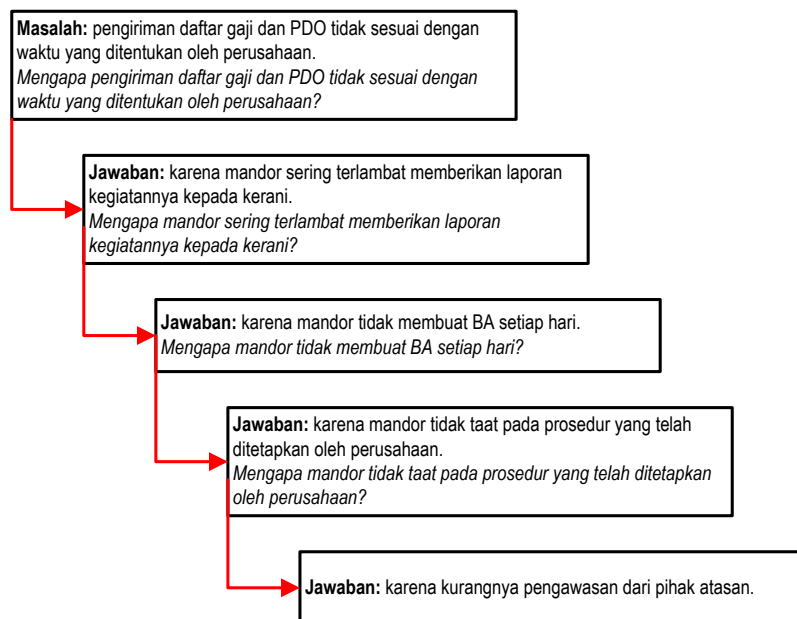 Masalah: pengiriman daftar gaji dan PDO tidak sesuai dengan
waktu yang ditentukan oleh perusahaan.
Mengapa pengiriman daftar gaji dan PDO tidak sesuai dengan
waktu yang ditentukan oleh perusahaan?
Jawaban: karena mandor sering terlambat memberikan laporan
kegiatannya kepada kerani.
Mengapa mandor sering terlambat memberikan laporan
kegiatannya kepada kerani?
Jawaban: karena mandor tidak membuat BA setiap hari.
Mengapa mandor tidak membuat BA setiap hari?
Jawaban: karena mandor tidak taat pada prosedur yang telah
ditetapkan oleh perusahaan.
Mengapa mandor tidak taat pada prosedur yang telah ditetapkan
oleh perusahaan?
Jawaban: karena kurangnya pengawasan dari pihak atasan.